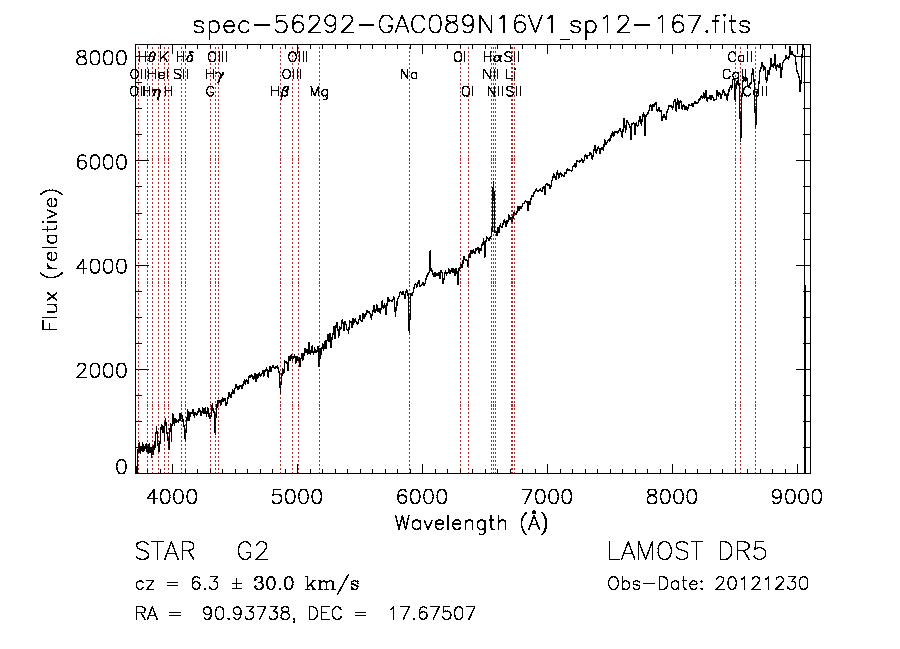 spec-56292-GAC089N16V1_sp12-167.fits
Hθ K Hδ OIII OIII OI Hα SII CaII
OII HeI SII Hγ OIII NII Li CaII
OII Hη H G Hβ Mg Na OI NII SII CaII
8000
6000
4000
2000
0
Flux (relative)
4000 5000 6000 7000 8000 9000
Wavelength (Å)
STAR G2 LAMOST DR5
cz = 6.3 ± 30.0 km/s Obs-Date: 20121230
RA = 90.93738, DEC = 17.67507